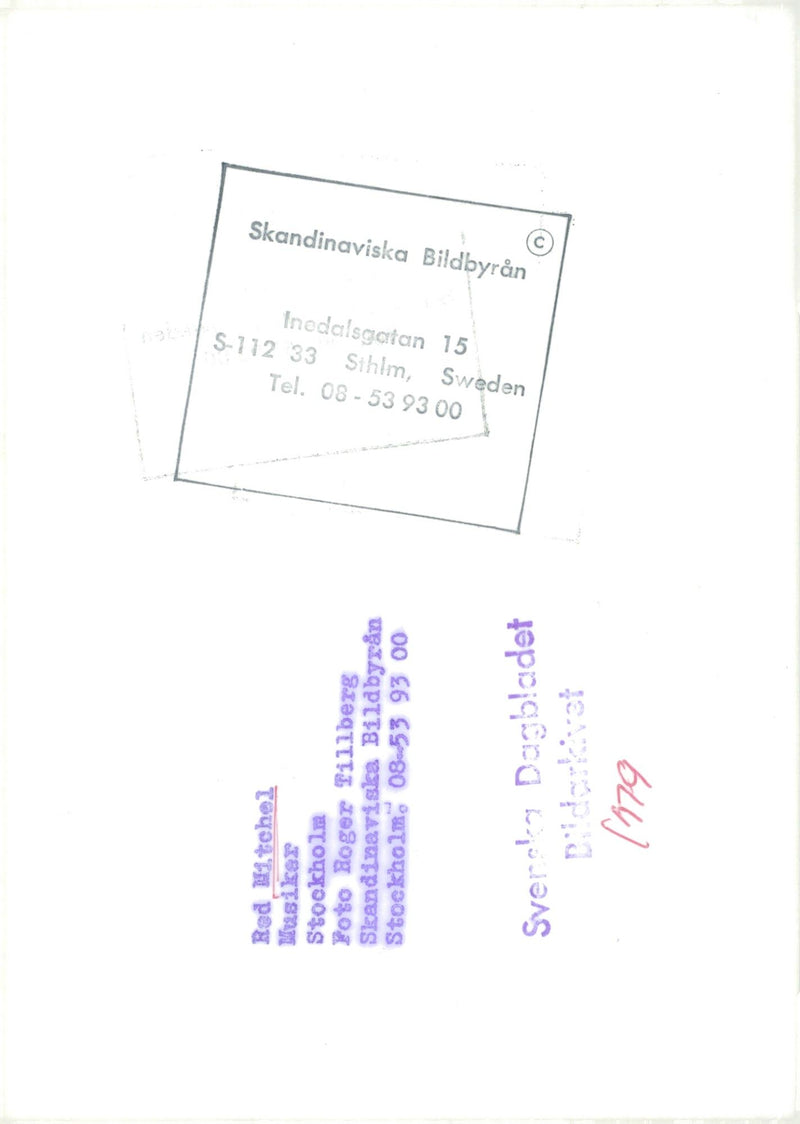 Skandinaviska Bildbyrån ©
Inedalsgatan 15
S-112 33 Sthlm, Sweden
Tel. 08 - 53 93 00
Red Mitchel
Musiker
Stockholm
Foto Roger Tillberg
Skandinaviska Bildbyrån
Stockholm. 08-53 93 00
Svenska Dagbladet
Bildarkivet